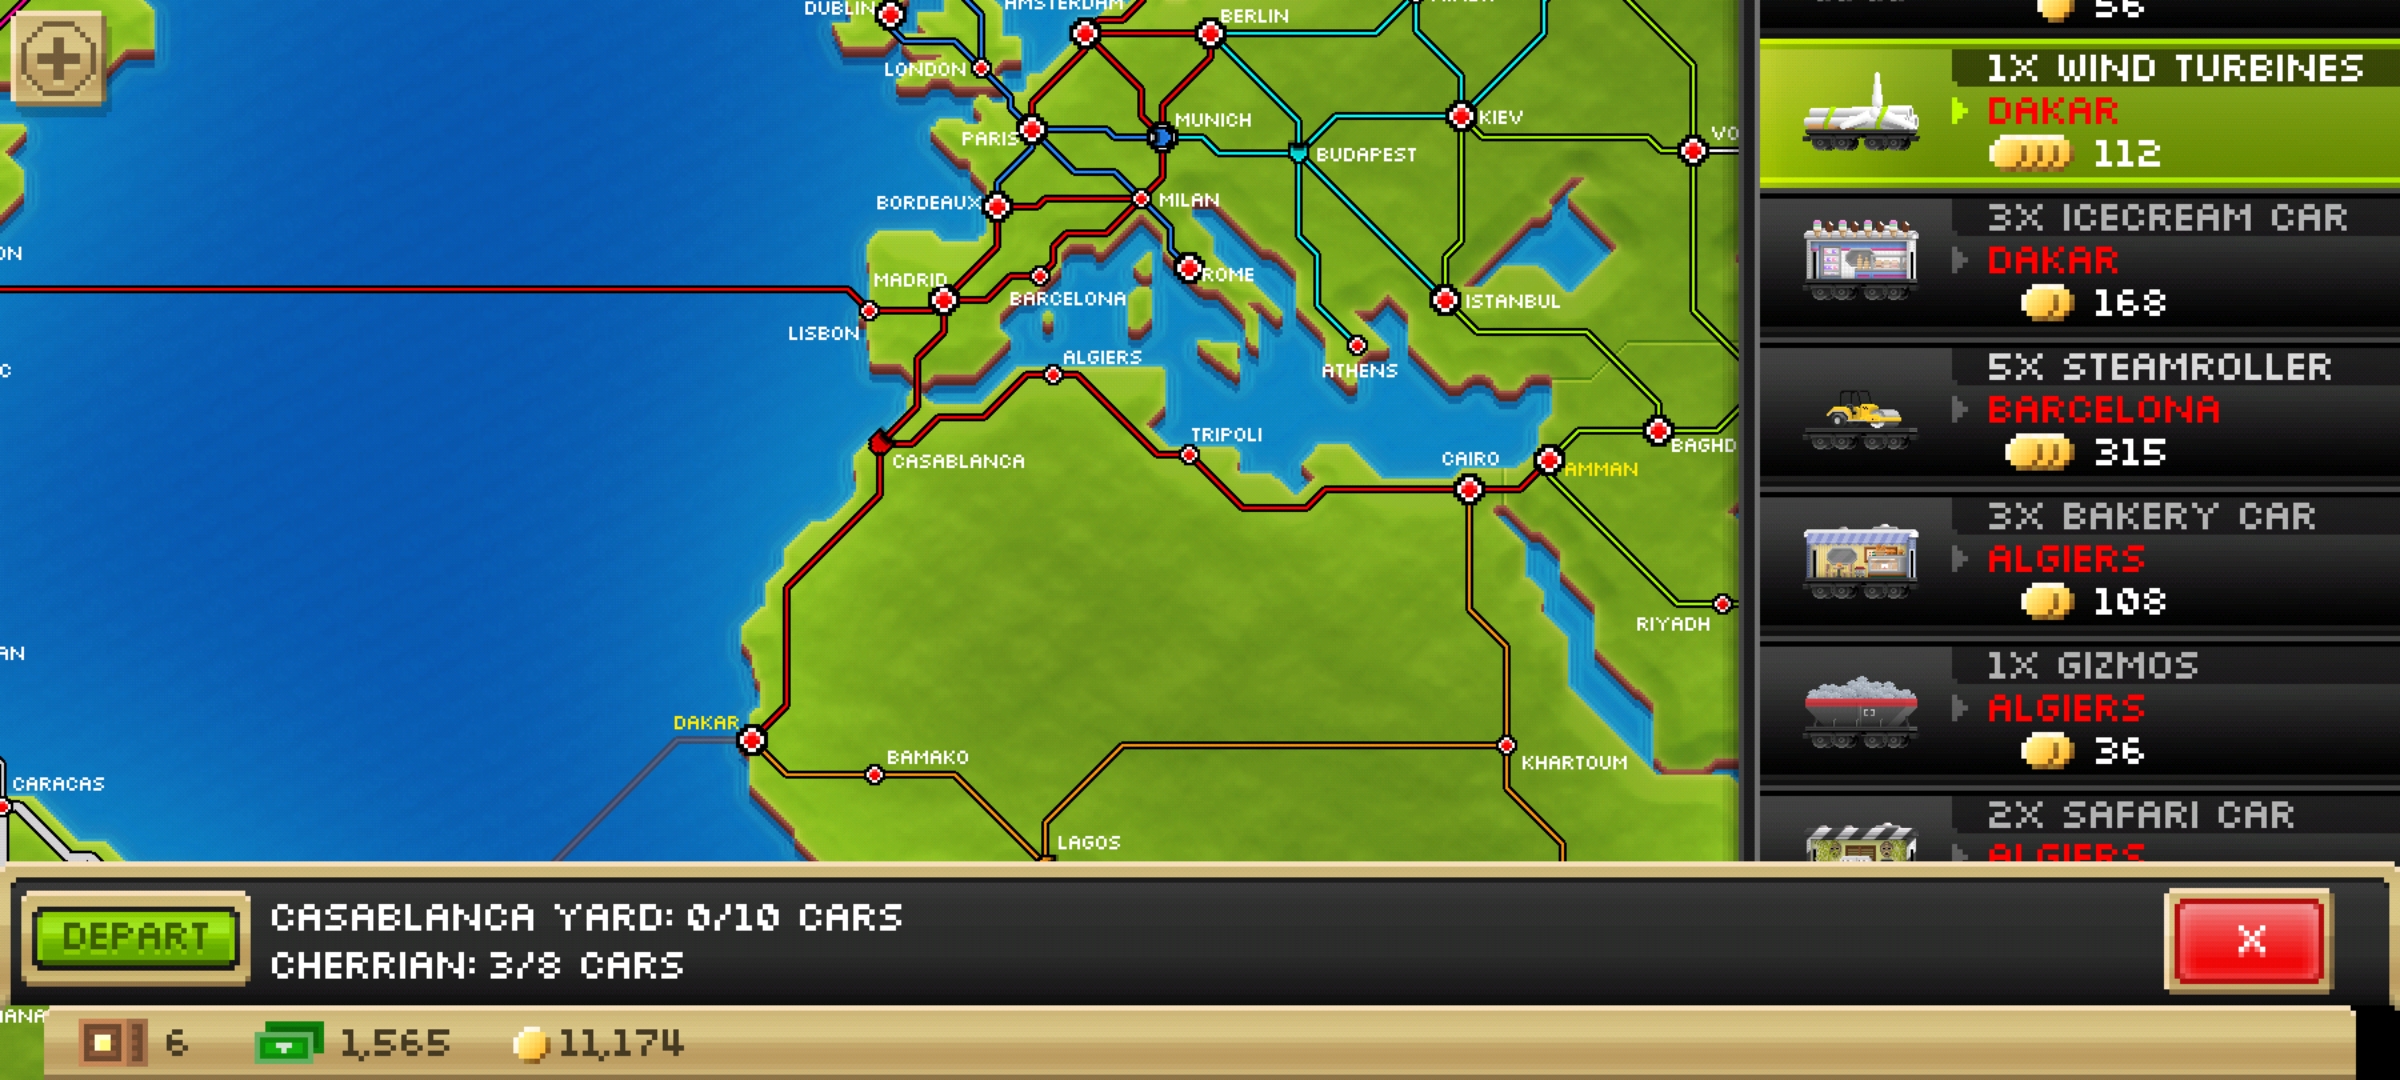 DUBLIN
AMSTERDAM
BERLIN
LONDON
PARIS
MUNICH
KIEV
VO
BUDAPEST
BORDEAUX
MILAN
ON
ROME
MADRID
BARCELONA
ISTANBUL
LISBON
ALGIERS
ATHENS
C
TRIPOLI
BAGHD
CASABLANCA
CAIRO
AMMAN
RIYADH
AN
DAKAR
BAMAKO
KHARTOUM
CARACAS
LAGOS
56
1X WIND TURBINES
DAKAR
112
3X ICECREAM CAR
DAKAR
168
5X STEAMROLLER
BARCELONA
315
3X BAKERY CAR
ALGIERS
108
1X GIZMOS
ALGIERS
36
2X SAFARI CAR
ALGIERS
DEPART
CASABLANCA YARD: 0/10 CARS
CHERRIAN: 3/8 CARS
X
ANA
6
1,565
11,174